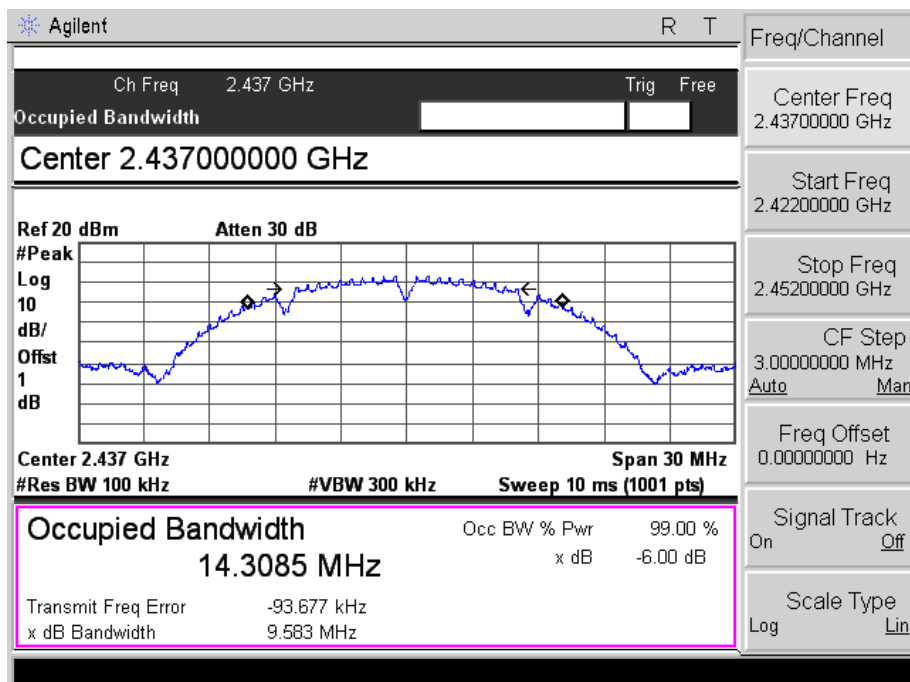 Agilent R T
Ch Freq 2.437 GHz Trig Free
Occupied Bandwidth
Center 2.437000000 GHz
Ref 20 dBm Atten 30 dB
#Peak
Log
10
dB/
Offst
1
dB
Center 2.437 GHz Span 30 MHz
#Res BW 100 kHz #VBW 300 kHz Sweep 10 ms (1001 pts)
Occupied Bandwidth
14.3085 MHz
Occ BW % Pwr 99.00 %
x dB -6.00 dB
Transmit Freq Error -93.677 kHz
x dB Bandwidth 9.583 MHz
Freq/Channel
Center Freq
2.43700000 GHz
Start Freq
2.42200000 GHz
Stop Freq
2.45200000 GHz
CF Step
3.00000000 MHz
Auto Man
Freq Offset
0.00000000 Hz
Signal Track
On Off
Scale Type
Log Lin